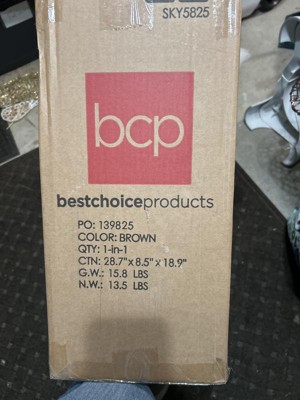 SKY5825
bcp
bestchoiceproducts
PO: 139825
COLOR: BROWN
QTY: 1-in-1
CTN: 28.7"x 8.5"x 18.9"
G.W.: 15.8 LBS
N.W.: 13.5 LBS